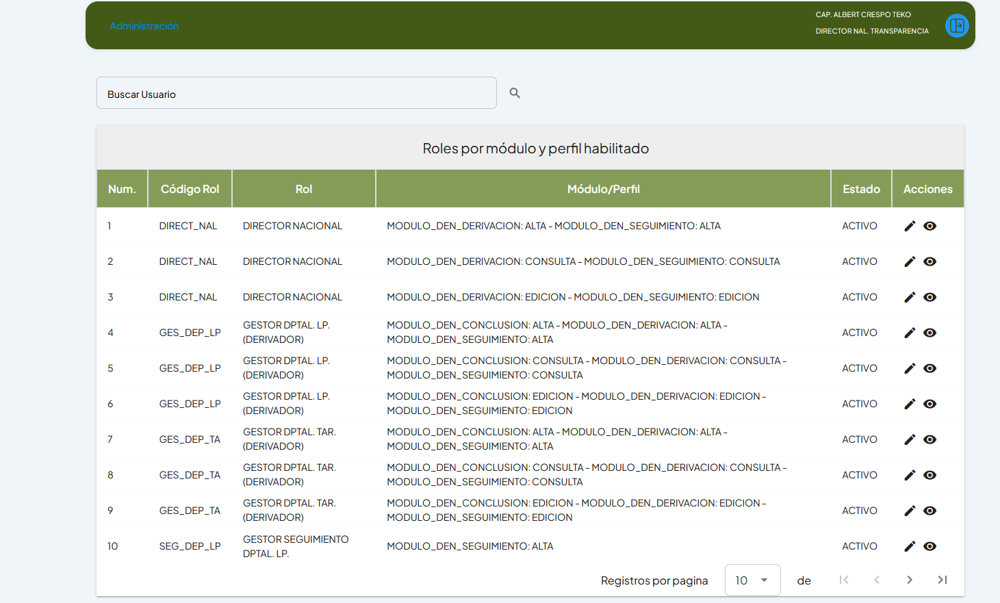 Administración
CAP. ALBERT CRESPO TEKO
DIRECTOR NAL. TRANSPARENCIA
Buscar Usuario
Roles por módulo y perfil habilitado
Num. Código Rol Rol Módulo/Perfil Estado Acciones
1 DIRECT_NAL DIRECTOR NACIONAL MODULO_DEN_DERIVACION: ALTA - MODULO_DEN_SEGUIMIENTO: ALTA ACTIVO
2 DIRECT_NAL DIRECTOR NACIONAL MODULO_DEN_DERIVACION: CONSULTA - MODULO_DEN_SEGUIMIENTO: CONSULTA ACTIVO
3 DIRECT_NAL DIRECTOR NACIONAL MODULO_DEN_DERIVACION: EDICION - MODULO_DEN_SEGUIMIENTO: EDICION ACTIVO
4 GES_DEP_LP GESTOR DPTAL. LP. (DERIVADOR) MODULO_DEN_CONCLUSION: ALTA - MODULO_DEN_DERIVACION: ALTA - MODULO_DEN_SEGUIMIENTO: ALTA ACTIVO
5 GES_DEP_LP GESTOR DPTAL. LP. (DERIVADOR) MODULO_DEN_CONCLUSION: CONSULTA - MODULO_DEN_DERIVACION: CONSULTA - MODULO_DEN_SEGUIMIENTO: CONSULTA ACTIVO
6 GES_DEP_LP GESTOR DPTAL. LP. (DERIVADOR) MODULO_DEN_CONCLUSION: EDICION - MODULO_DEN_DERIVACION: EDICION - MODULO_DEN_SEGUIMIENTO: EDICION ACTIVO
7 GES_DEP_TA GESTOR DPTAL. TAR. (DERIVADOR) MODULO_DEN_CONCLUSION: ALTA - MODULO_DEN_DERIVACION: ALTA - MODULO_DEN_SEGUIMIENTO: ALTA ACTIVO
8 GES_DEP_TA GESTOR DPTAL. TAR. (DERIVADOR) MODULO_DEN_CONCLUSION: CONSULTA - MODULO_DEN_DERIVACION: CONSULTA - MODULO_DEN_SEGUIMIENTO: CONSULTA ACTIVO
9 GES_DEP_TA GESTOR DPTAL. TAR. (DERIVADOR) MODULO_DEN_CONCLUSION: EDICION - MODULO_DEN_DERIVACION: EDICION - MODULO_DEN_SEGUIMIENTO: EDICION ACTIVO
10 SEG_DEP_LP GESTOR SEGUIMIENTO DPTAL. LP. MODULO_DEN_SEGUIMIENTO: ALTA ACTIVO
Registros por pagina 10 de